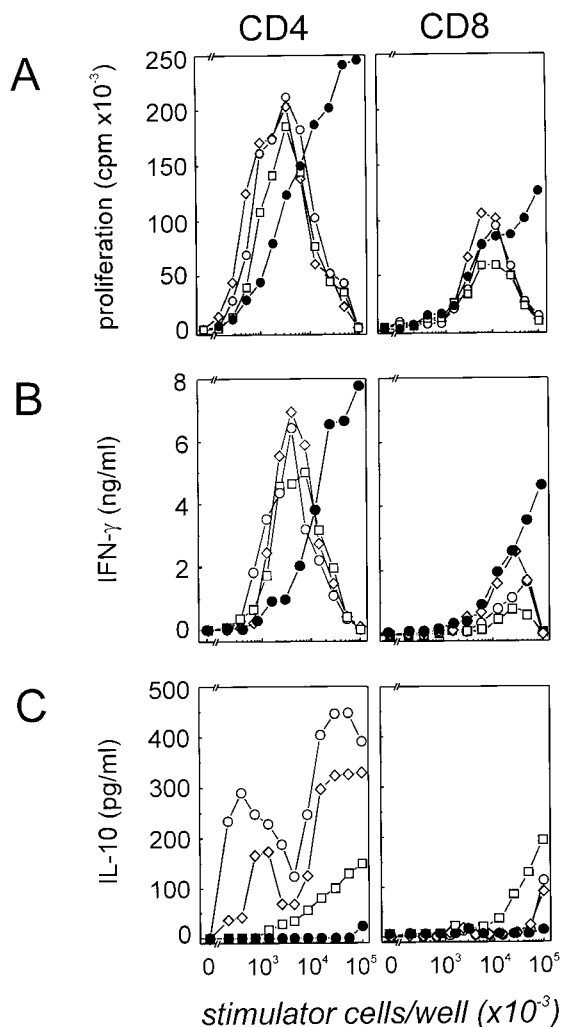 CD4 CD8
A
proliferation (cpm x10-3)
250
200
150
100
50
0
B
IFN-γ (ng/ml)
8
6
4
2
0
C
IL-10 (pg/ml)
500
400
300
200
100
0
0 10³ 10⁴ 10⁵ 0 10³ 10⁴ 10⁵
stimulator cells/well (x10-3)